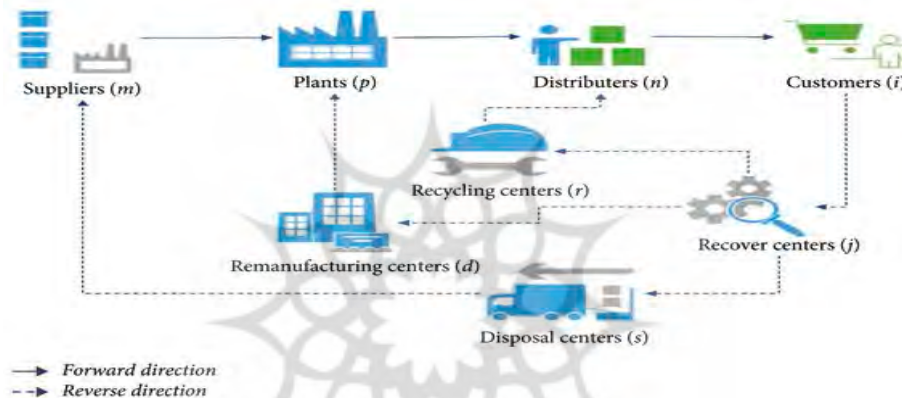 Suppliers (m)
Plants (p)
Distributers (n)
Customers (i)
Recycling centers (r)
Recover centers (j)
Remanufacturing centers (d)
Disposal centers (s)
Forward direction
Reverse direction